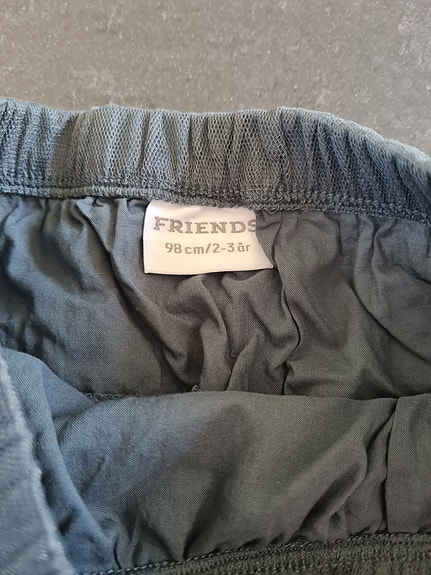 FRIENDS
98 cm/2-3 år